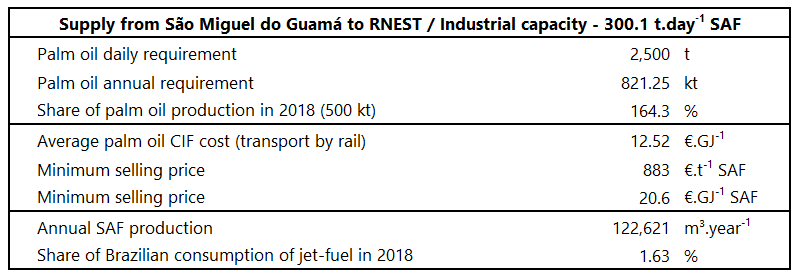 Supply from São Miguel do Guamá to RNEST / Industrial capacity - 300.1 t.day⁻¹ SAF
Palm oil daily requirement 2,500 t
Palm oil annual requirement 821.25 kt
Share of palm oil production in 2018 (500 kt) 164.3 %
Average palm oil CIF cost (transport by rail) 12.52 €.GJ⁻¹
Minimum selling price 883 €.t⁻¹ SAF
Minimum selling price 20.6 €.GJ⁻¹ SAF
Annual SAF production 122,621 m³.year⁻¹
Share of Brazilian consumption of jet-fuel in 2018 1.63 %